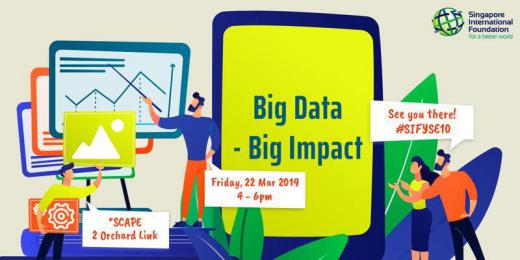 Singapore
International
Foundation
for a better world
Big Data
- Big Impact
See you there!
#SIFYSE10
Friday, 22 Mar 2019
4 - 6pm
*SCAPE
2 Orchard Link